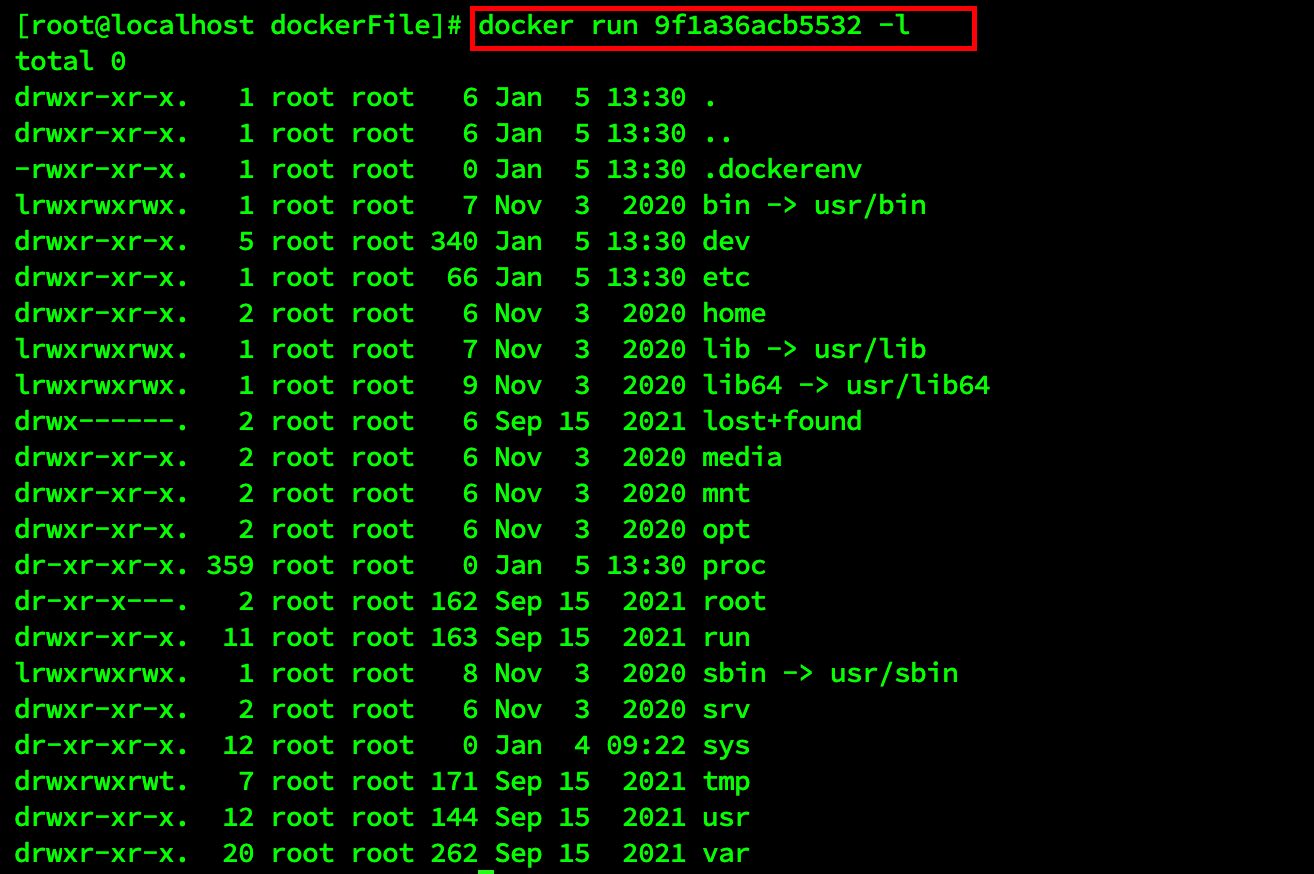 [root@localhost dockerFile]# docker run 9f1a36acb5532 -l
total 0
drwxr-xr-x.   1 root root   6 Jan  5 13:30 .
drwxr-xr-x.   1 root root   6 Jan  5 13:30 ..
-rwxr-xr-x.   1 root root   0 Jan  5 13:30 .dockerenv
lrwxrwxrwx.   1 root root   7 Nov  3  2020 bin -> usr/bin
drwxr-xr-x.   5 root root 340 Jan  5 13:30 dev
drwxr-xr-x.   1 root root  66 Jan  5 13:30 etc
drwxr-xr-x.   2 root root   6 Nov  3  2020 home
lrwxrwxrwx.   1 root root   7 Nov  3  2020 lib -> usr/lib
lrwxrwxrwx.   1 root root   9 Nov  3  2020 lib64 -> usr/lib64
drwx------.   2 root root   6 Sep 15  2021 lost+found
drwxr-xr-x.   2 root root   6 Nov  3  2020 media
drwxr-xr-x.   2 root root   6 Nov  3  2020 mnt
drwxr-xr-x.   2 root root   6 Nov  3  2020 opt
dr-xr-xr-x. 359 root root   0 Jan  5 13:30 proc
dr-xr-x---.   2 root root 162 Sep 15  2021 root
drwxr-xr-x.  11 root root 163 Sep 15  2021 run
lrwxrwxrwx.   1 root root   8 Nov  3  2020 sbin -> usr/sbin
drwxr-xr-x.   2 root root   6 Nov  3  2020 srv
dr-xr-xr-x.  12 root root   0 Jan  4 09:22 sys
drwxrwxrwt.   7 root root 171 Sep 15  2021 tmp
drwxr-xr-x.  12 root root 144 Sep 15  2021 usr
drwxr-xr-x.  20 root root 262 Sep 15  2021 var